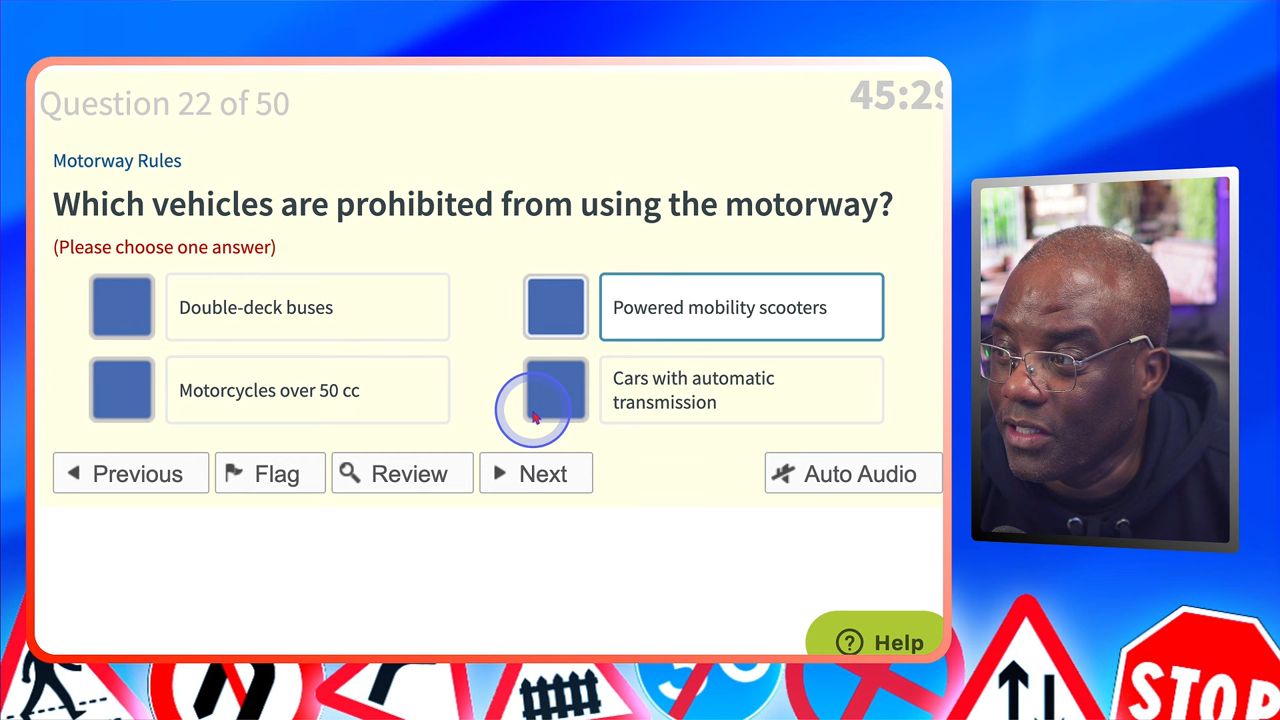 Question 22 of 50
45:29
Motorway Rules
Which vehicles are prohibited from using the motorway?
(Please choose one answer)
Double-deck buses
Powered mobility scooters
Motorcycles over 50 cc
Cars with automatic
transmission
Previous
Flag
Review
Next
Auto Audio
? Help
50
STOP